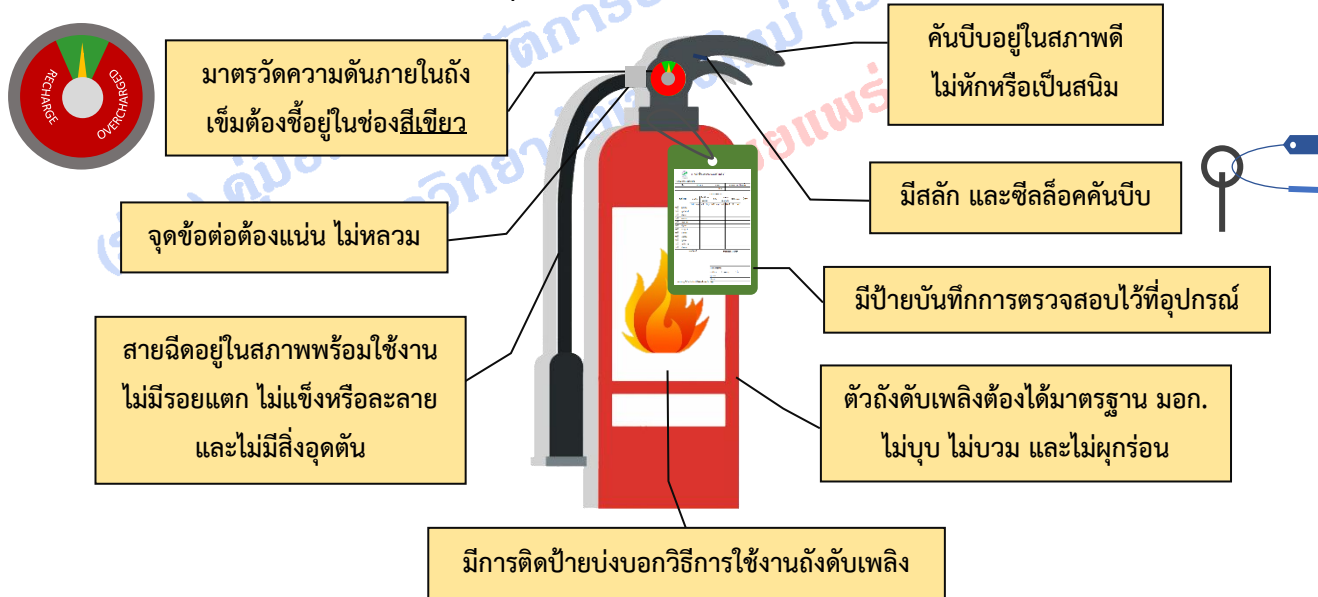 RECHARGE
OVERCHARGED
มาตรวัดความดันภายในถัง
เข็มต้องชี้อยู่ในช่องสีเขียว
คันบีบอยู่ในสภาพดี
ไม่หักหรือเป็นสนิม
มีสลัก และซีลล็อคคันบีบ
จุดข้อต่อต้องแน่น ไม่หลวม
มีป้ายบันทึกการตรวจสอบไว้ที่อุปกรณ์
สายฉีดอยู่ในสภาพพร้อมใช้งาน
ไม่มีรอยแตก ไม่แข็งหรือละลาย
และไม่มีสิ่งอุดตัน
ตัวถังดับเพลิงต้องได้มาตรฐาน มอก.
ไม่บุบ ไม่บวม และไม่ผุกร่อน
มีการติดป้ายบ่งบอกวิธีการใช้งานถังดับเพลิง